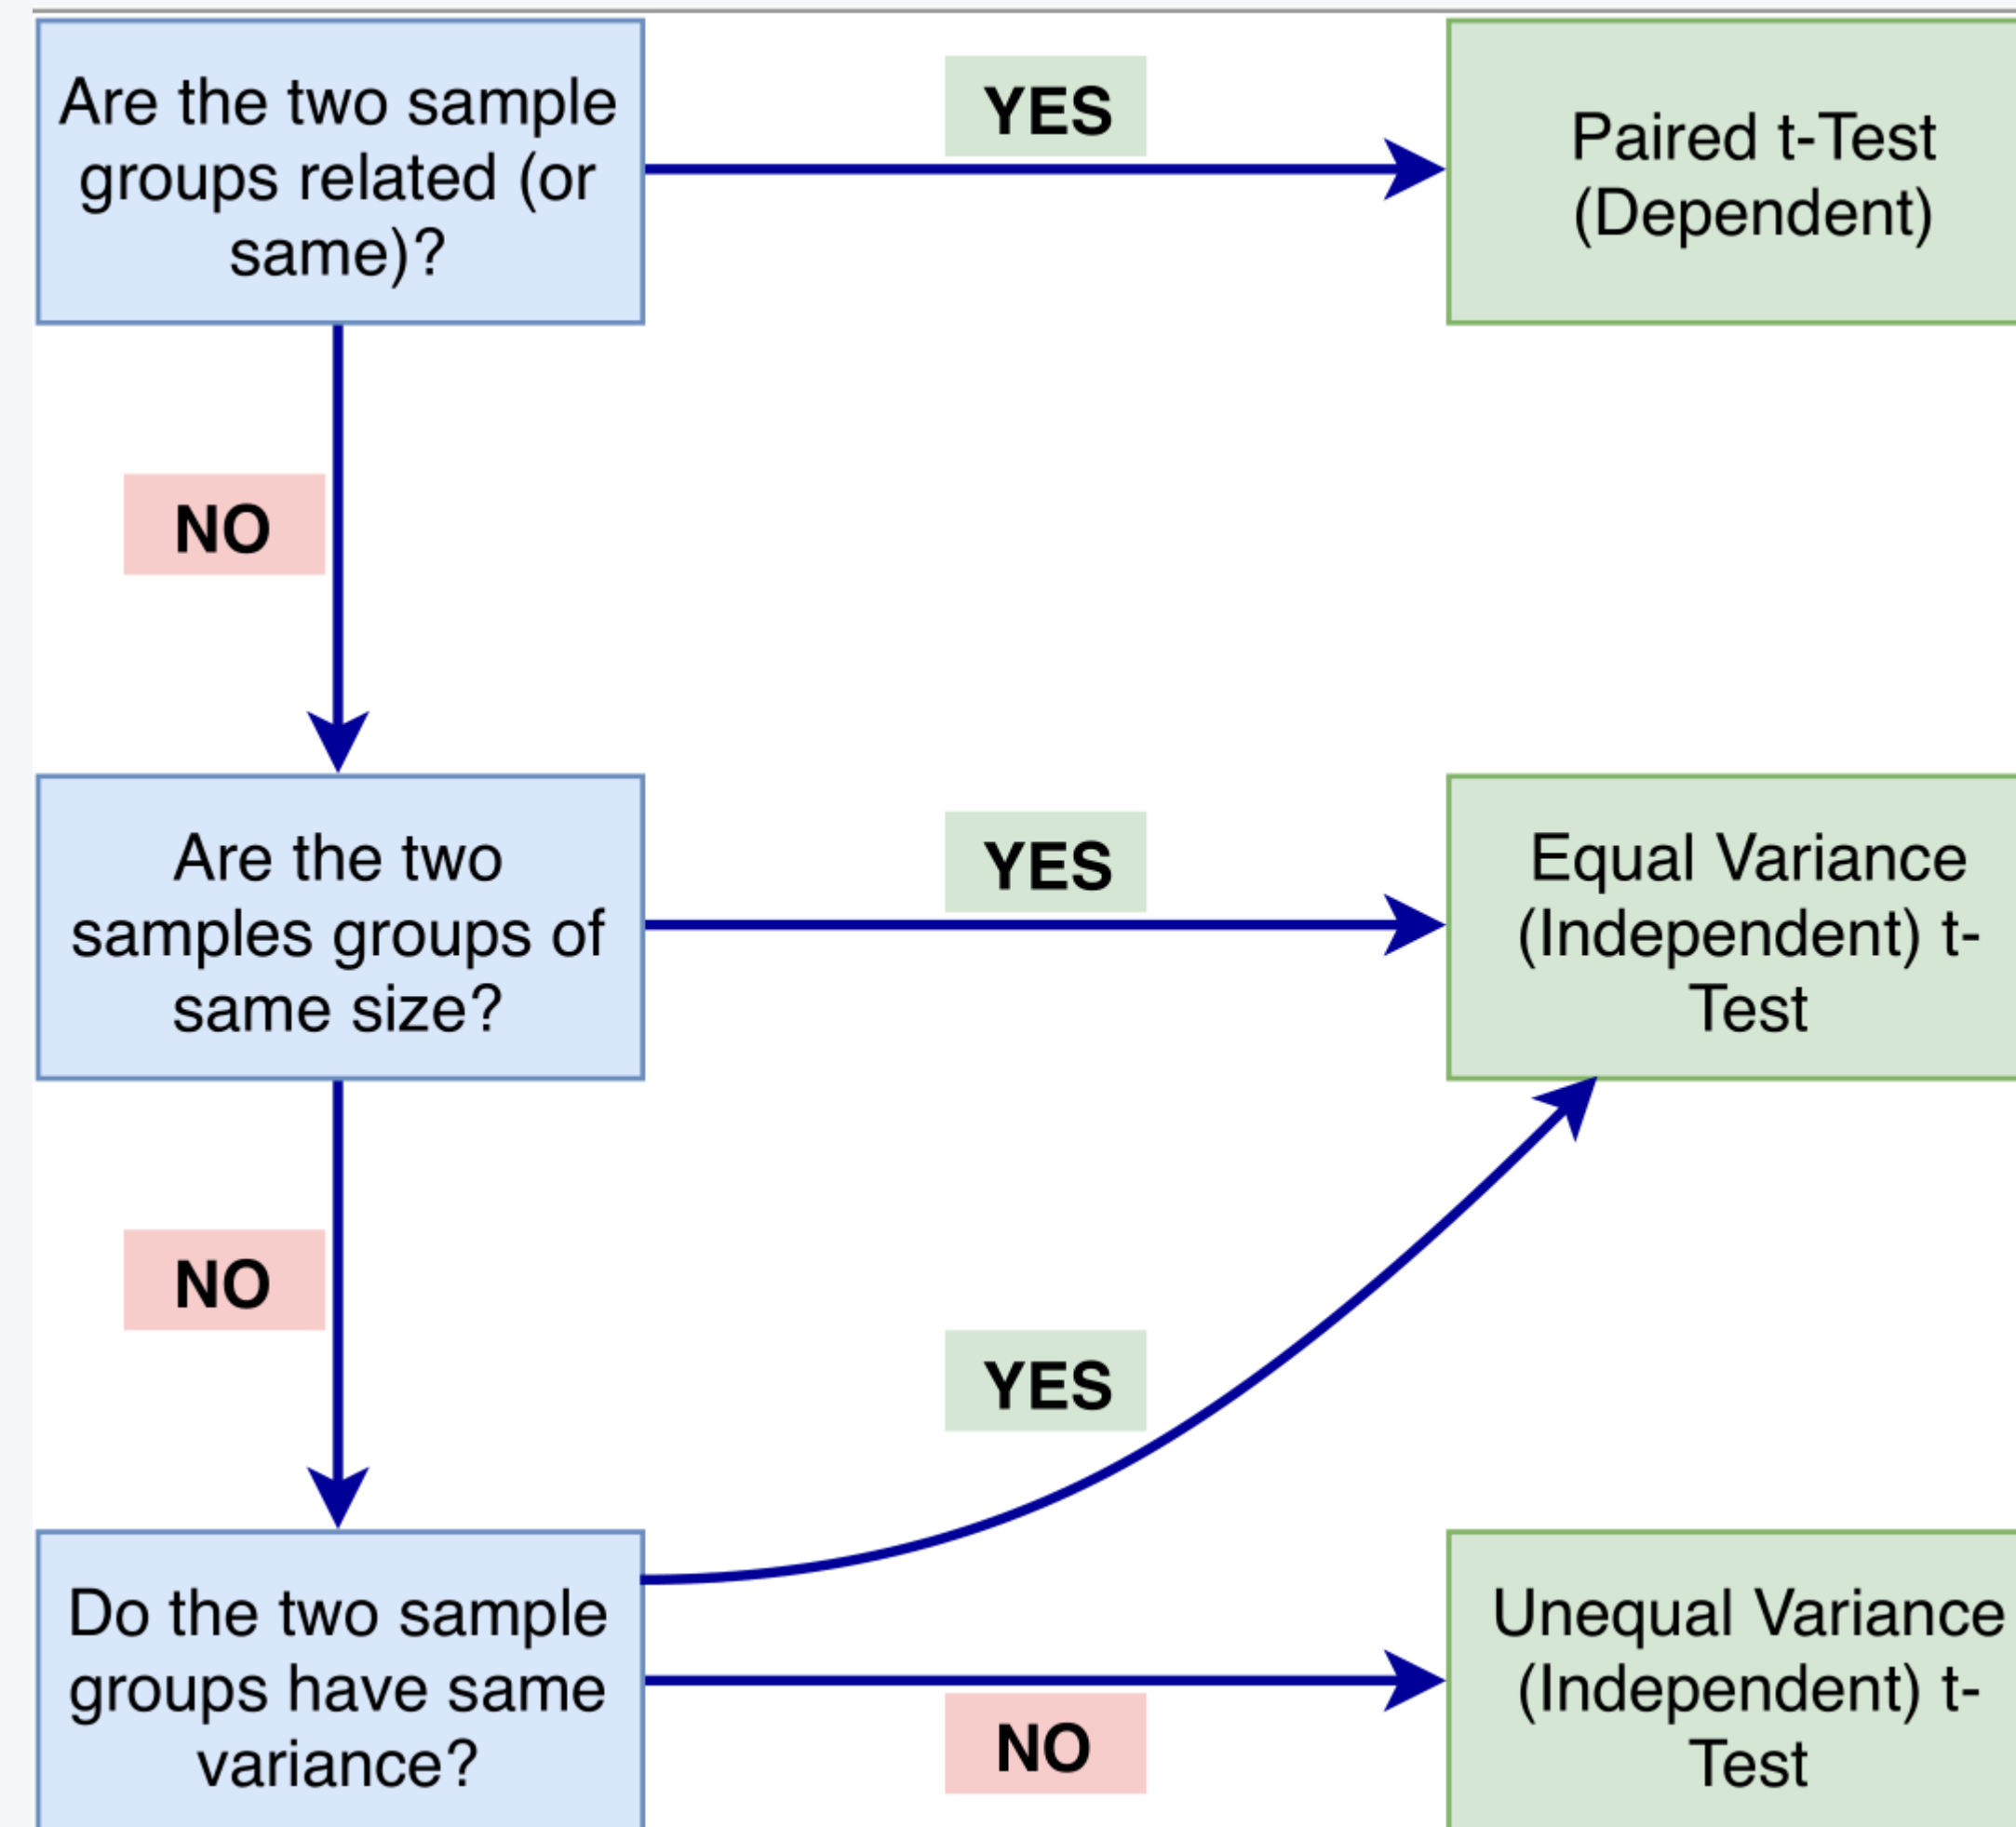 Are the two sample
groups related (or
same)?
YES
Paired t-Test
(Dependent)
NO
Are the two
samples groups of
same size?
YES
Equal Variance
(Independent) t-
Test
NO
YES
Do the two sample
groups have same
variance?
NO
Unequal Variance
(Independent) t-
Test